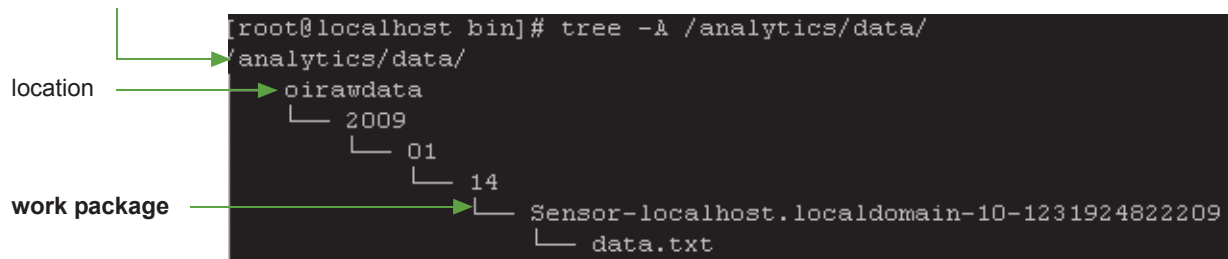 [root@localhost bin]# tree -A /analytics/data/
/analytics/data/
location
oirawdata
└── 2009
└── 01
└── 14
work package
└── Sensor-localhost.localdomain-10-1231924822209
└── data.txt